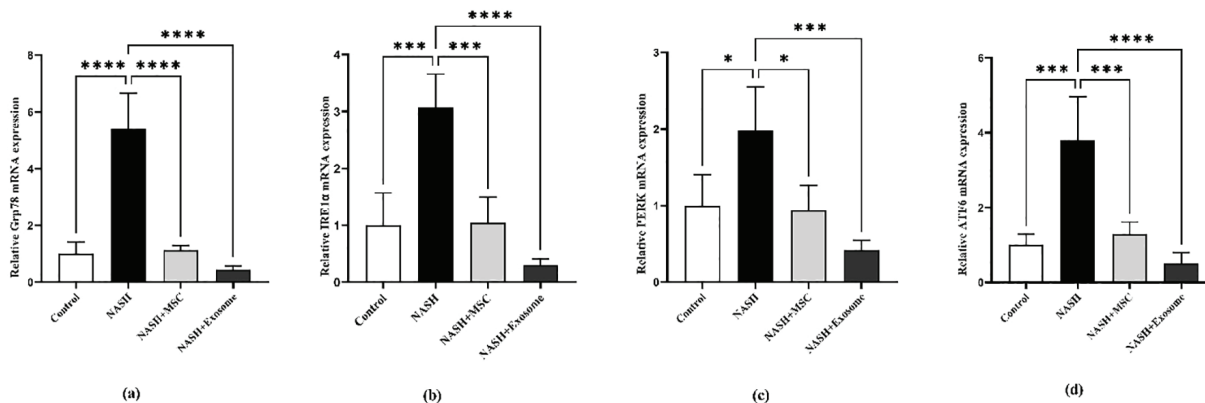 ****
**** ****
Relative Grp78 mRNA expression
8
6
4
2
0
Control
NASH
NASH+MSC
NASH+Exosome
(a)
****
*** ***
Relative IRE1α mRNA expression
4
3
2
1
0
Control
NASH
NASH+MSC
NASH+Exosome
(b)
***
* *
Relative PERK mRNA expression
3
2
1
0
Control
NASH
NASH+MSC
NASH+Exosome
(c)
****
*** ***
Relative ATF6 mRNA expression
6
4
2
0
Control
NASH
NASH+MSC
NASH+Exosome
(d)